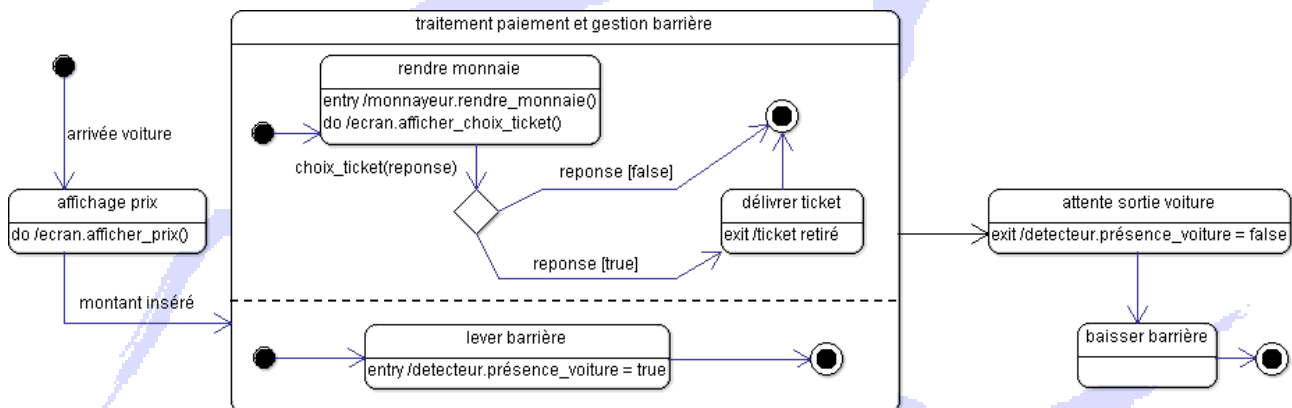 traitement paiement et gestion barrière
rendre monnaie
entry /monnayeur.rendre_monnaie()
do /ecran.afficher_choix_ticket()
arrivée voiture
choix_ticket(reponse)
reponse [false]
affichage prix
do /ecran.afficher_prix()
délivrer ticket
exit /ticket retiré
attente sortie voiture
exit /detecteur.présence_voiture = false
reponse [true]
montant inséré
lever barrière
entry /detecteur.présence_voiture = true
baisser barrière